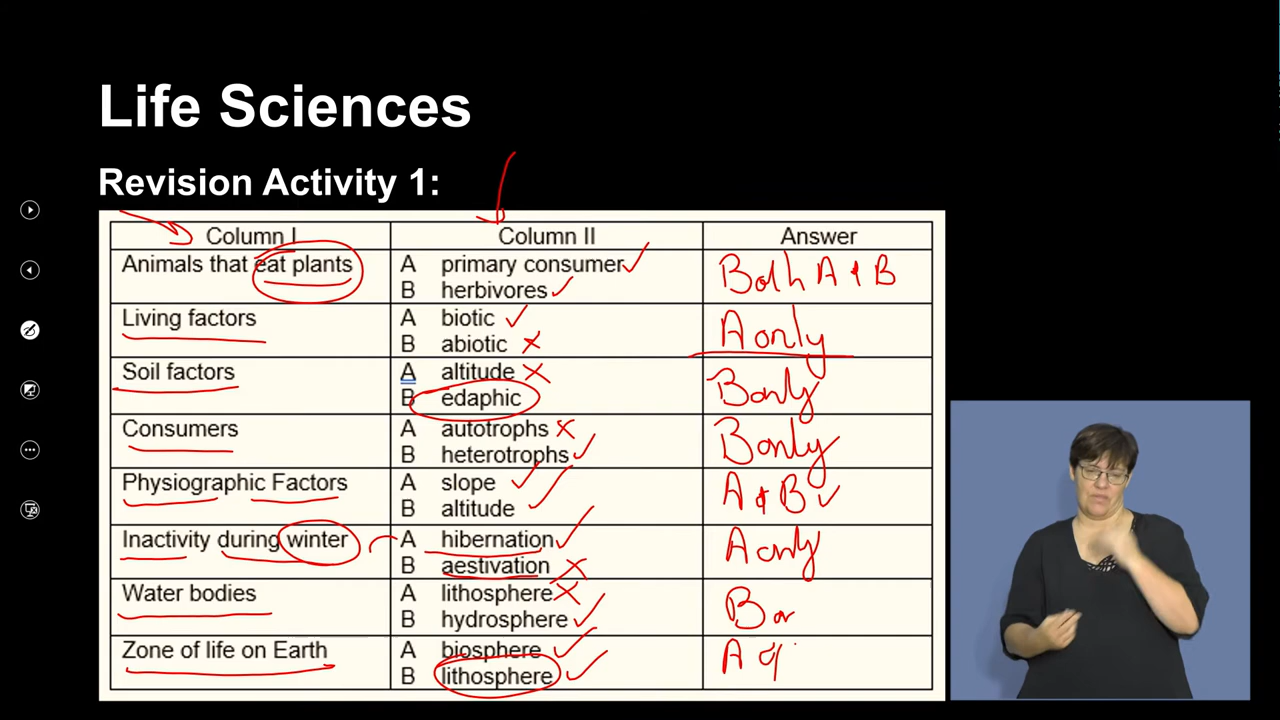 Life Sciences
Revision Activity 1:
Column I Column II Answer
Animals that eat plants A primary consumer Both A & B
B herbivores
Living factors A biotic A only
B abiotic
Soil factors A altitude B only
B edaphic
Consumers A autotrophs B only
B heterotrophs
Physiographic Factors A slope A & B
B altitude
Inactivity during winter A hibernation A only
B aestivation
Water bodies A lithosphere B on
B hydrosphere
Zone of life on Earth A biosphere A
B lithosphere